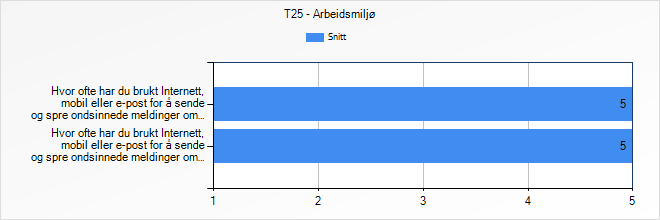 T25 - Arbeidsmiljø
Snitt
Hvor ofte har du brukt Internett,
mobil eller e-post for å sende
og spre ondsinnede meldinger om…
5
Hvor ofte har du brukt Internett,
mobil eller e-post for å sende
og spre ondsinnede meldinger om…
5
1 2 3 4 5